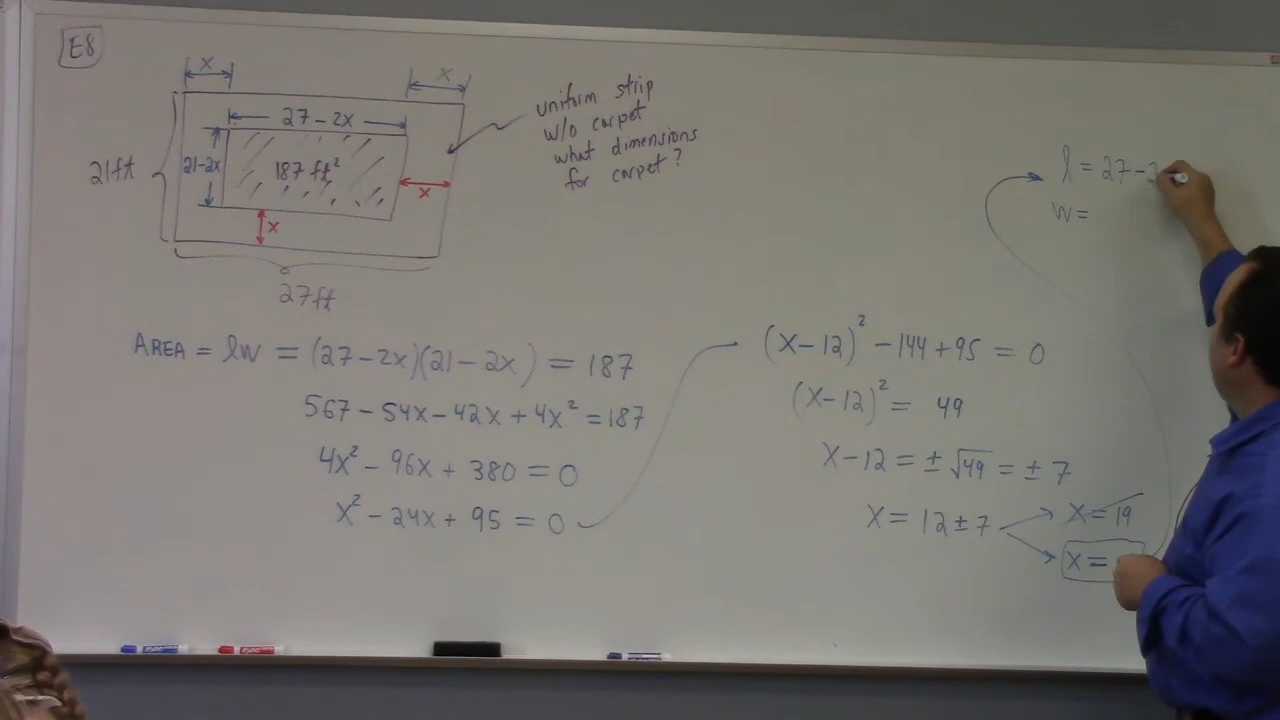 E8
x
x
27-2x
21ft
21-2x
187 ft²
x
x
27ft
uniform strip
w/o carpet
what dimensions
for carpet?
AREA = lw = (27-2x)(21-2x) = 187
567 - 54x - 42x + 4x² = 187
4x² - 96x + 380 = 0
x² - 24x + 95 = 0
(x-12)² - 144 + 95 = 0
(x-12)² = 49
x-12 = ± √49 = ± 7
x = 12 ± 7
x = 19
x =
l = 27 - 2
w =
EXPO
EXPO